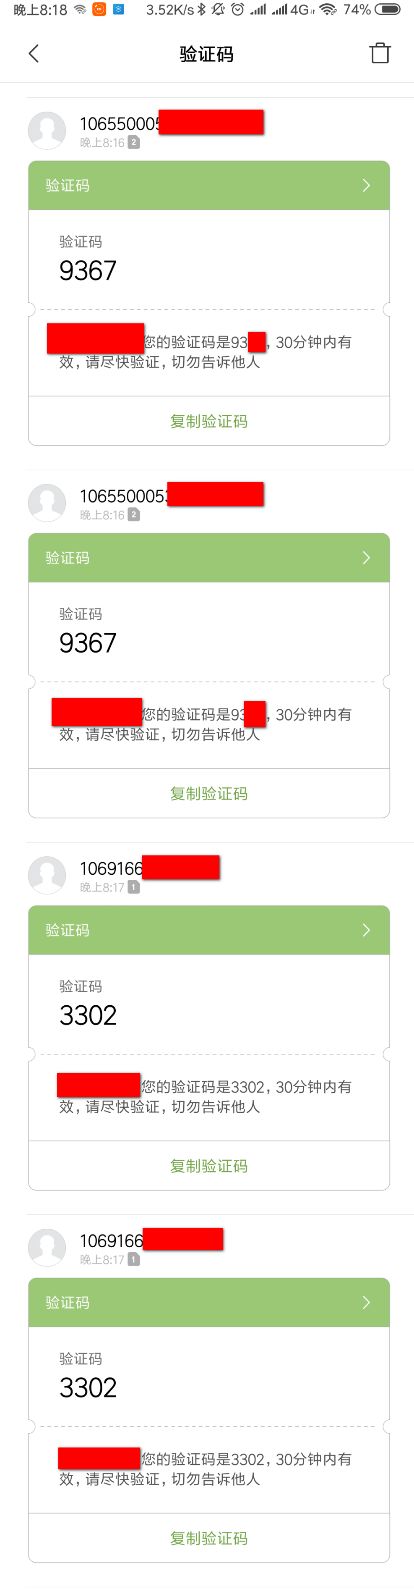 晚上8:18 3.52K/s 4G 74%
验证码
106550005
晚上8:16 2
验证码
验证码
9367
您的验证码是93，30分钟内有
效，请尽快验证，切勿告诉他人
复制验证码
106550005
晚上8:16 2
验证码
验证码
9367
您的验证码是93，30分钟内有
效，请尽快验证，切勿告诉他人
复制验证码
1069166
晚上8:17 1
验证码
验证码
3302
您的验证码是3302，30分钟内有
效，请尽快验证，切勿告诉他人
复制验证码
1069166
晚上8:17 1
验证码
验证码
3302
您的验证码是3302，30分钟内有
效，请尽快验证，切勿告诉他人
复制验证码